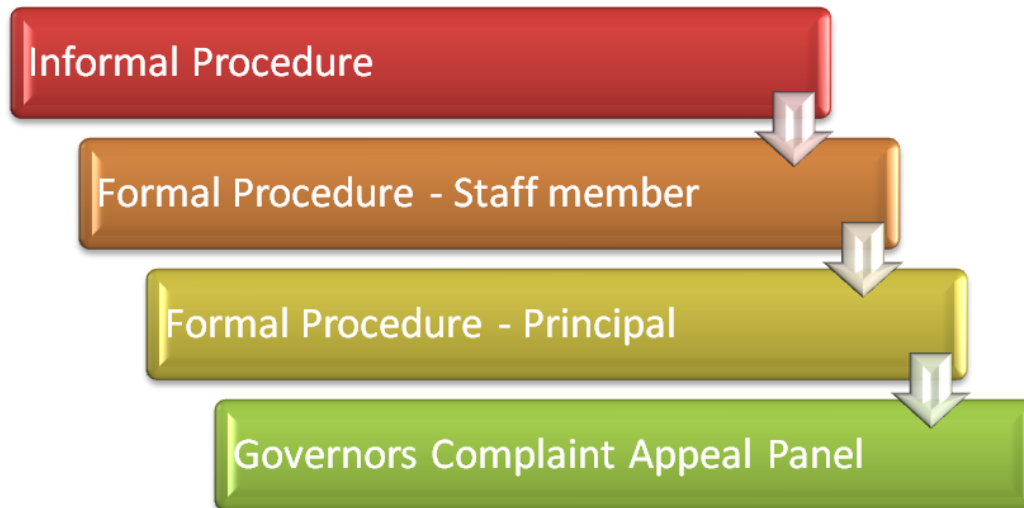 Informal Procedure
Formal Procedure - Staff member
Formal Procedure - Principal
Governors Complaint Appeal Panel